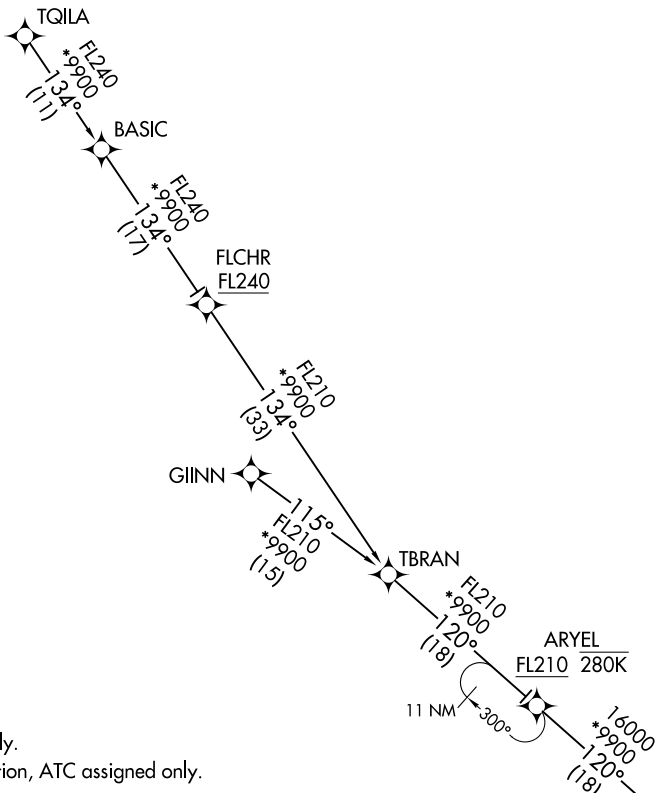 TQILA
FL240
*9900
134°
(11)
BASIC
FL240
*9900
134°
(17)
FLCHR
FL240
FL210
*9900
134°
(33)
GIINN
115°
FL210
*9900
(15)
TBRAN
FL210
*9900
120°
(18)
ARYEL
FL210 280K
11 NM
300°
16000
*9900
120°
(18)
ly.
ion, ATC assigned only.